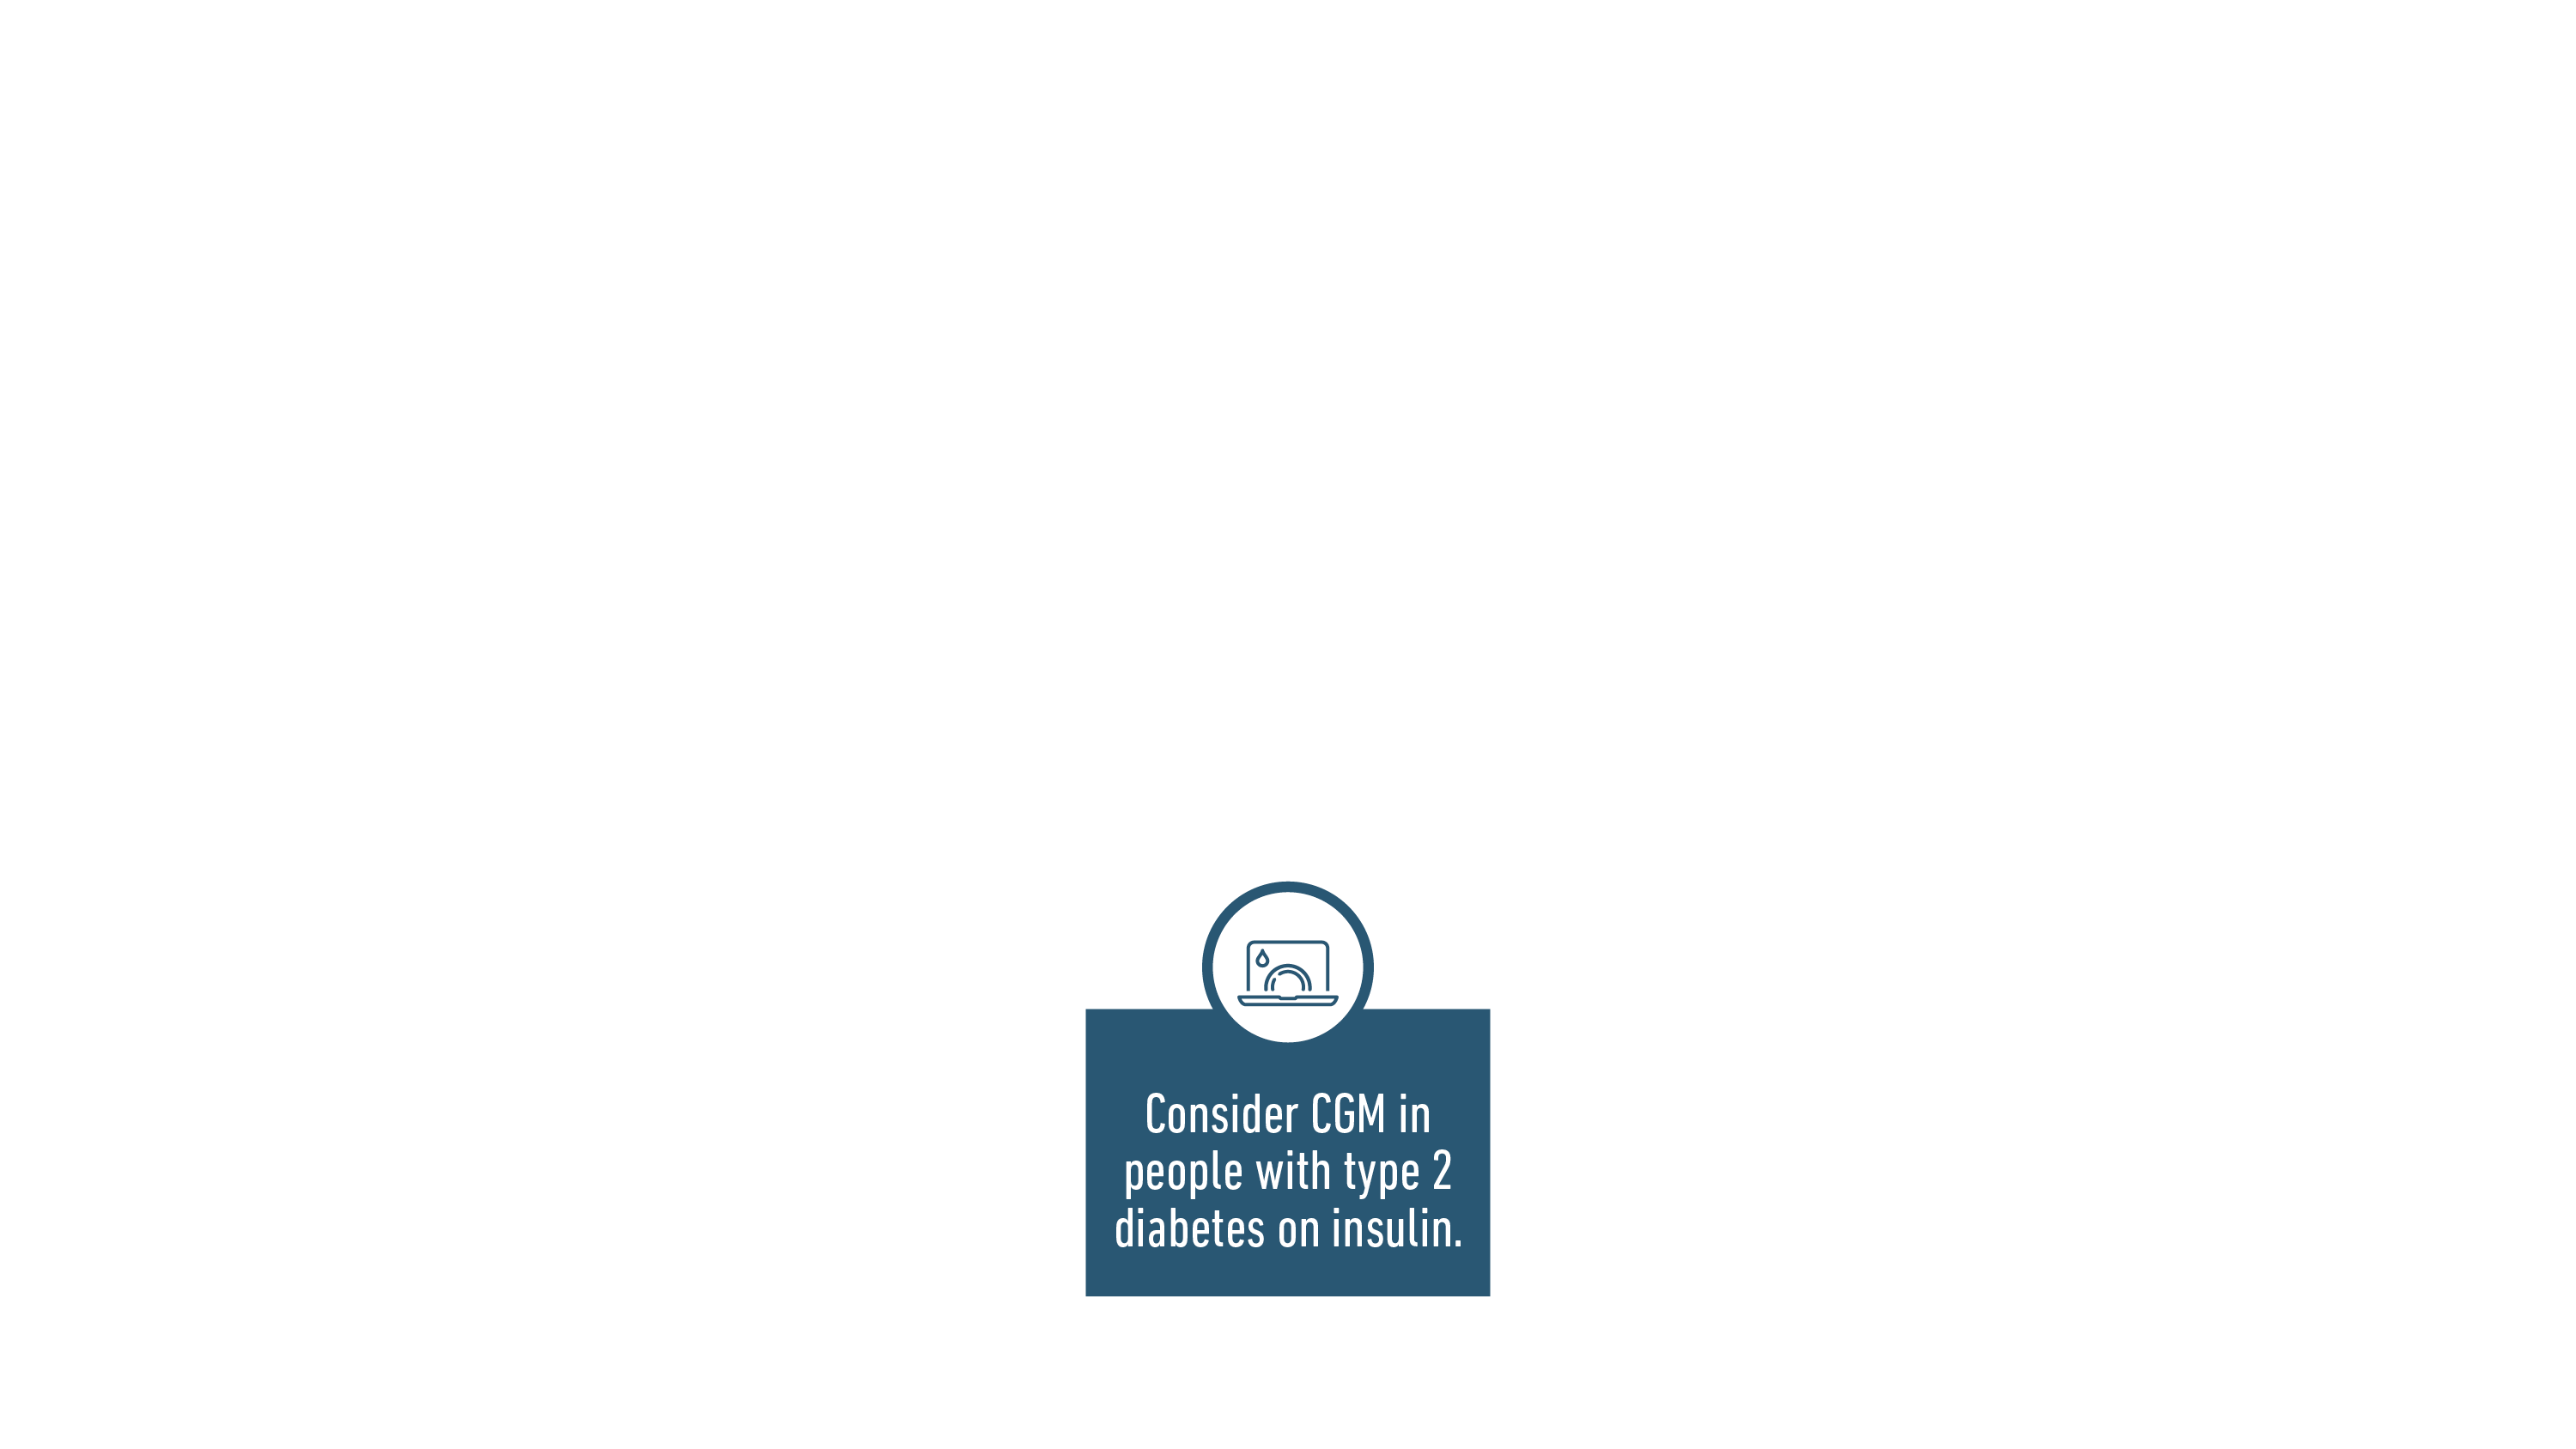 Consider CGM in
people with type 2
diabetes on insulin.